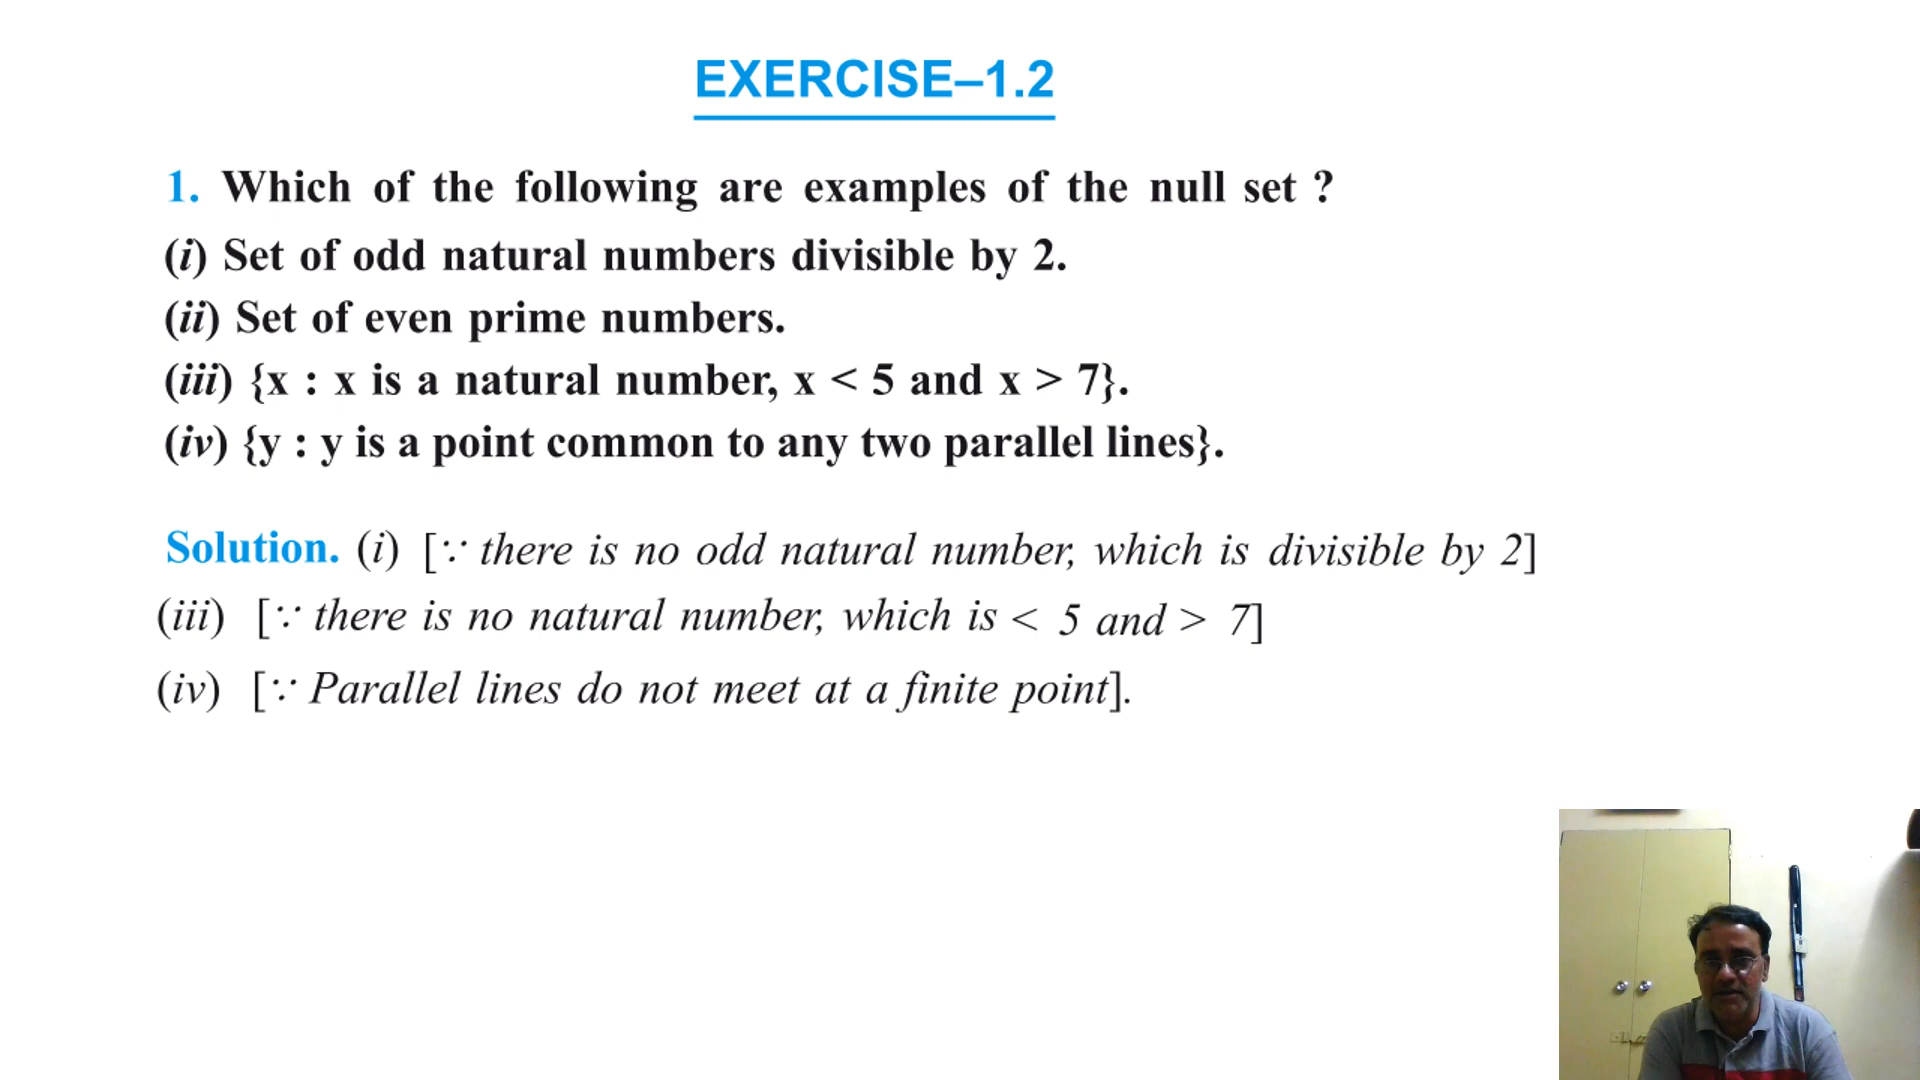 EXERCISE–1.2
1. Which of the following are examples of the null set ?
(i) Set of odd natural numbers divisible by 2.
(ii) Set of even prime numbers.
(iii) {x : x is a natural number, x < 5 and x > 7}.
(iv) {y : y is a point common to any two parallel lines}.
Solution. (i) [∵ there is no odd natural number, which is divisible by 2]
(iii) [∵ there is no natural number, which is < 5 and > 7]
(iv) [∵ Parallel lines do not meet at a finite point].